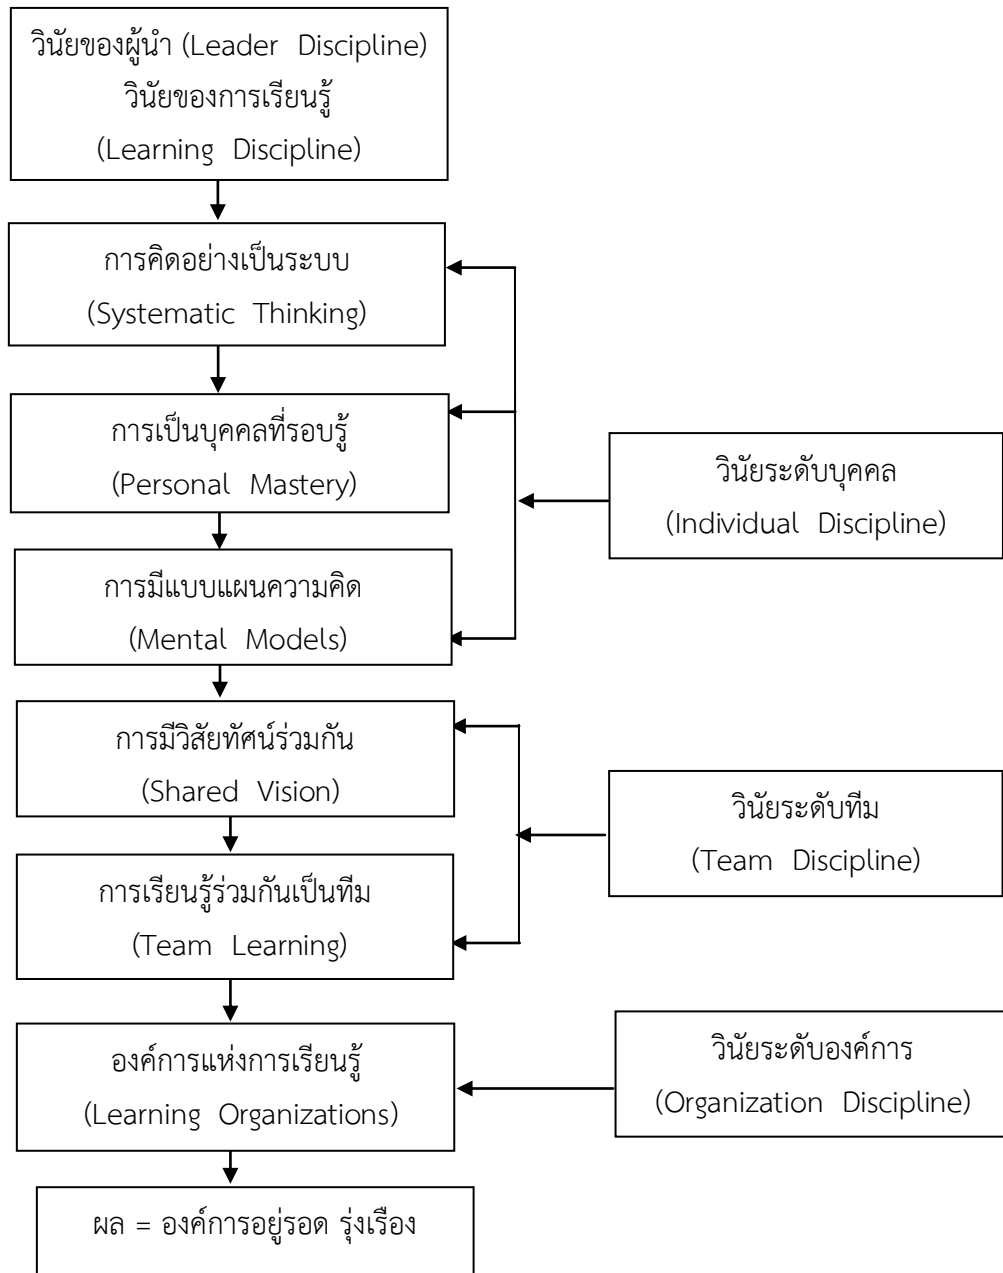 วินัยของผู้นำ (Leader Discipline)
วินัยของการเรียนรู้
(Learning Discipline)
การคิดอย่างเป็นระบบ
(Systematic Thinking)
การเป็นบุคคลที่รอบรู้
(Personal Mastery)
วินัยระดับบุคคล
(Individual Discipline)
การมีแบบแผนความคิด
(Mental Models)
การมีวิสัยทัศน์ร่วมกัน
(Shared Vision)
วินัยระดับทีม
(Team Discipline)
การเรียนรู้ร่วมกันเป็นทีม
(Team Learning)
องค์การแห่งการเรียนรู้
(Learning Organizations)
วินัยระดับองค์การ
(Organization Discipline)
ผล = องค์การอยู่รอด รุ่งเรือง